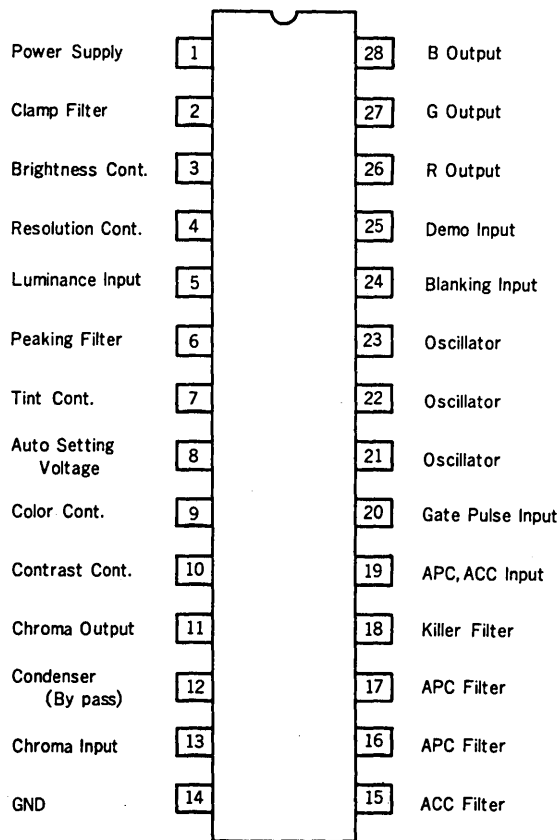 Power Supply 1 28 B Output
Clamp Filter 2 27 G Output
Brightness Cont. 3 26 R Output
Resolution Cont. 4 25 Demo Input
Luminance Input 5 24 Blanking Input
Peaking Filter 6 23 Oscillator
Tint Cont. 7 22 Oscillator
Auto Setting
Voltage 8 21 Oscillator
Color Cont. 9 20 Gate Pulse Input
Contrast Cont. 10 19 APC, ACC Input
Chroma Output 11 18 Killer Filter
Condenser
(By pass) 12 17 APC Filter
Chroma Input 13 16 APC Filter
GND 14 15 ACC Filter